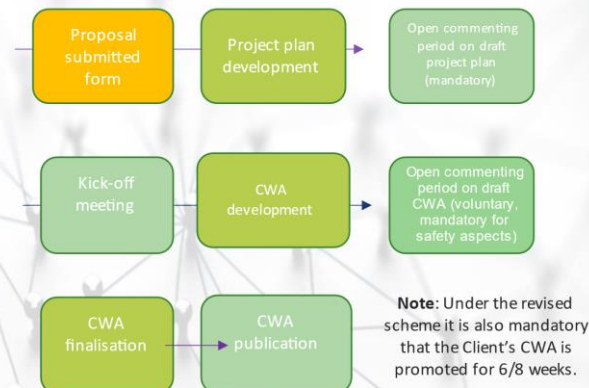 Proposal
submitted
form
Project plan
development
Open commenting
period on draft
project plan
(mandatory)
Kick-off
meeting
CWA
development
Open commenting
period on draft
CWA (voluntary,
mandatory for
safety aspects)
CWA
finalisation
CWA
publication
Note: Under the revised
scheme it is also mandatory
that the Client’s CWA is
promoted for 6/8 weeks.